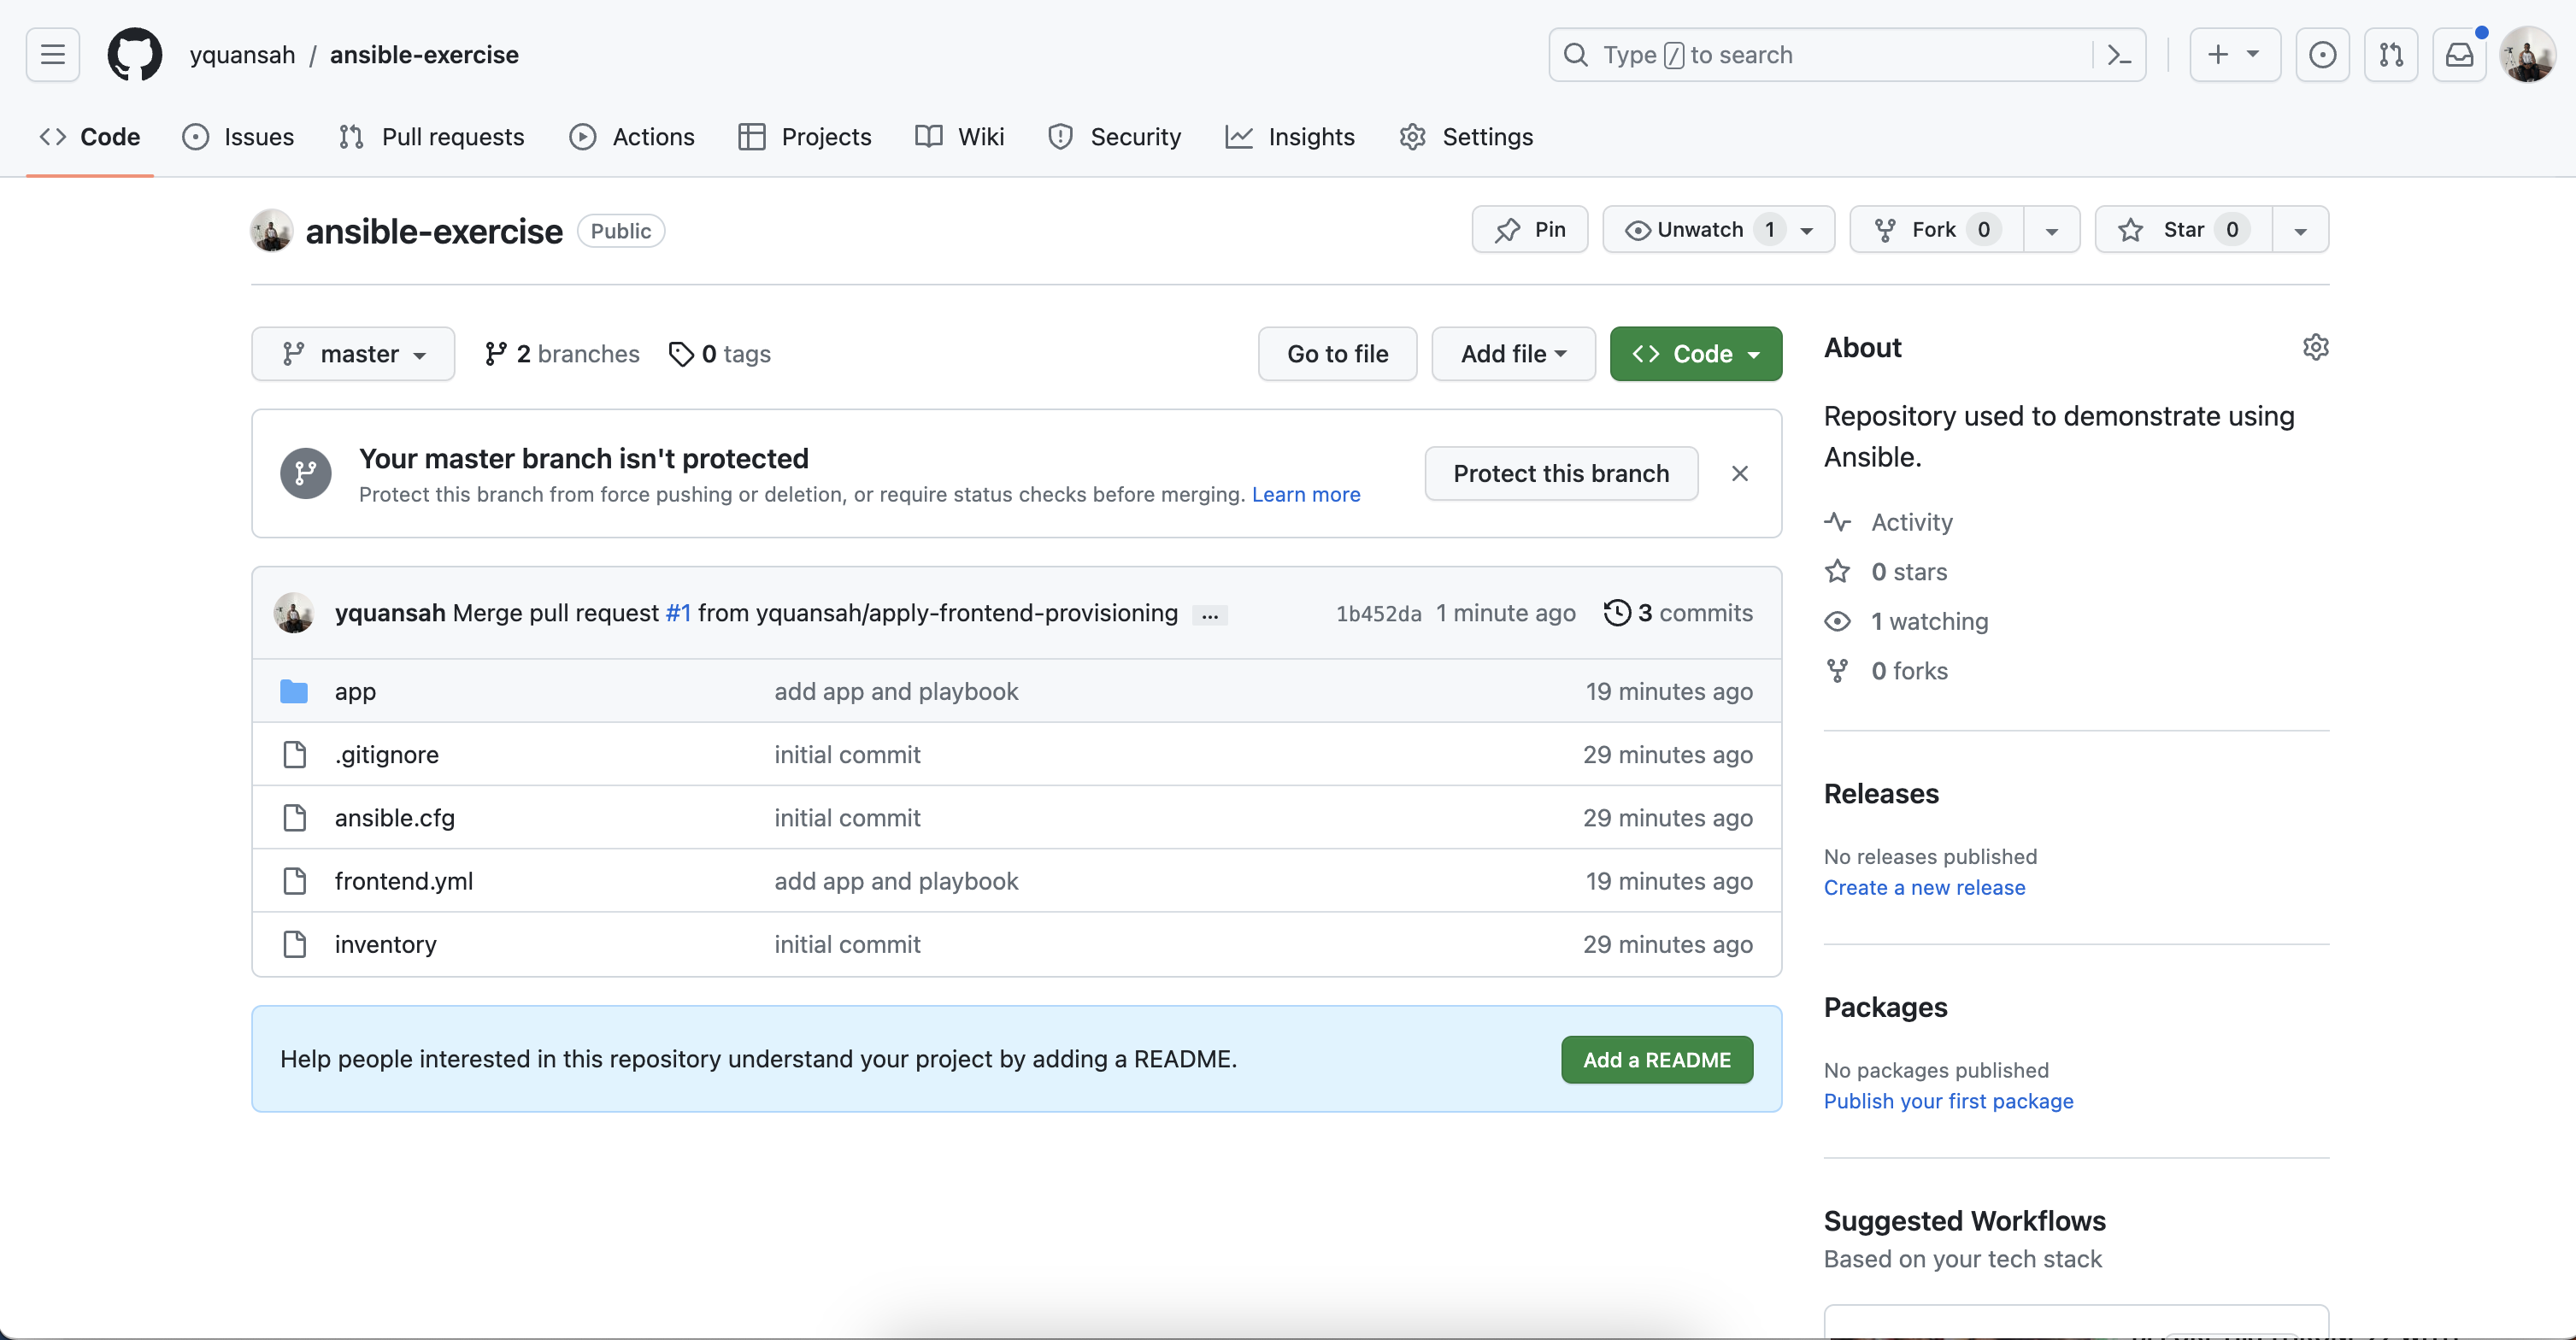 yquansah / ansible-exercise
Type / to search
Code Issues Pull requests Actions Projects Wiki Security Insights Settings
ansible-exercise Public
Pin Unwatch 1 Fork 0 Star 0
master 2 branches 0 tags Go to file Add file Code
Your master branch isn't protected
Protect this branch from force pushing or deletion, or require status checks before merging. Learn more
Protect this branch
yquansah Merge pull request #1 from yquansah/apply-frontend-provisioning ... 1b452da 1 minute ago 3 commits
app add app and playbook 19 minutes ago
.gitignore initial commit 29 minutes ago
ansible.cfg initial commit 29 minutes ago
frontend.yml add app and playbook 19 minutes ago
inventory initial commit 29 minutes ago
Help people interested in this repository understand your project by adding a README. Add a README
About
Repository used to demonstrate using
Ansible.
Activity
0 stars
1 watching
0 forks
Releases
No releases published
Create a new release
Packages
No packages published
Publish your first package
Suggested Workflows
Based on your tech stack